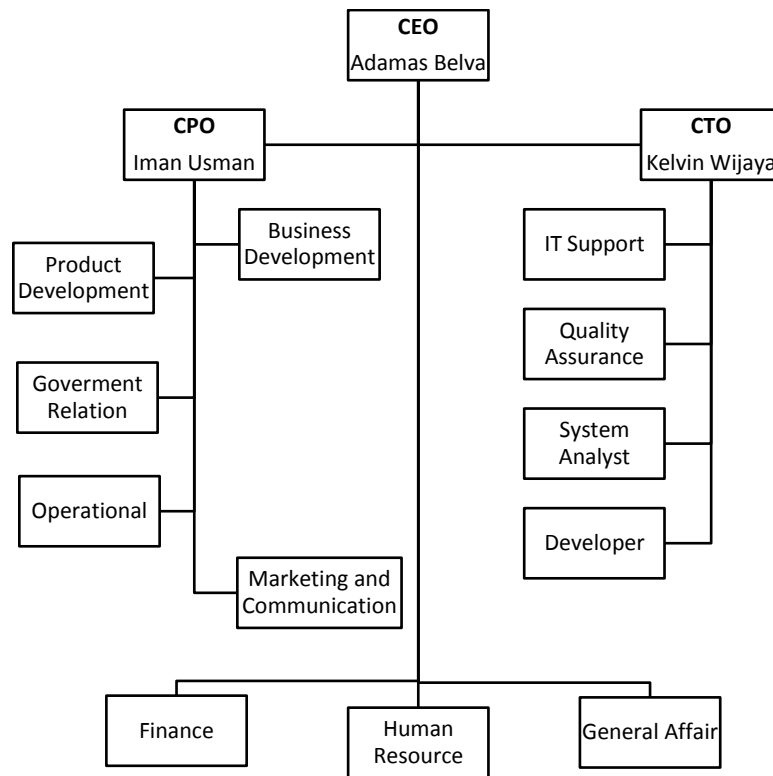 CEO
Adamas Belva
CPO
Iman Usman
CTO
Kelvin Wijaya
Business
Development
Product
Development
Goverment
Relation
Operational
Marketing and
Communication
IT Support
Quality
Assurance
System
Analyst
Developer
Finance
Human
Resource
General Affair